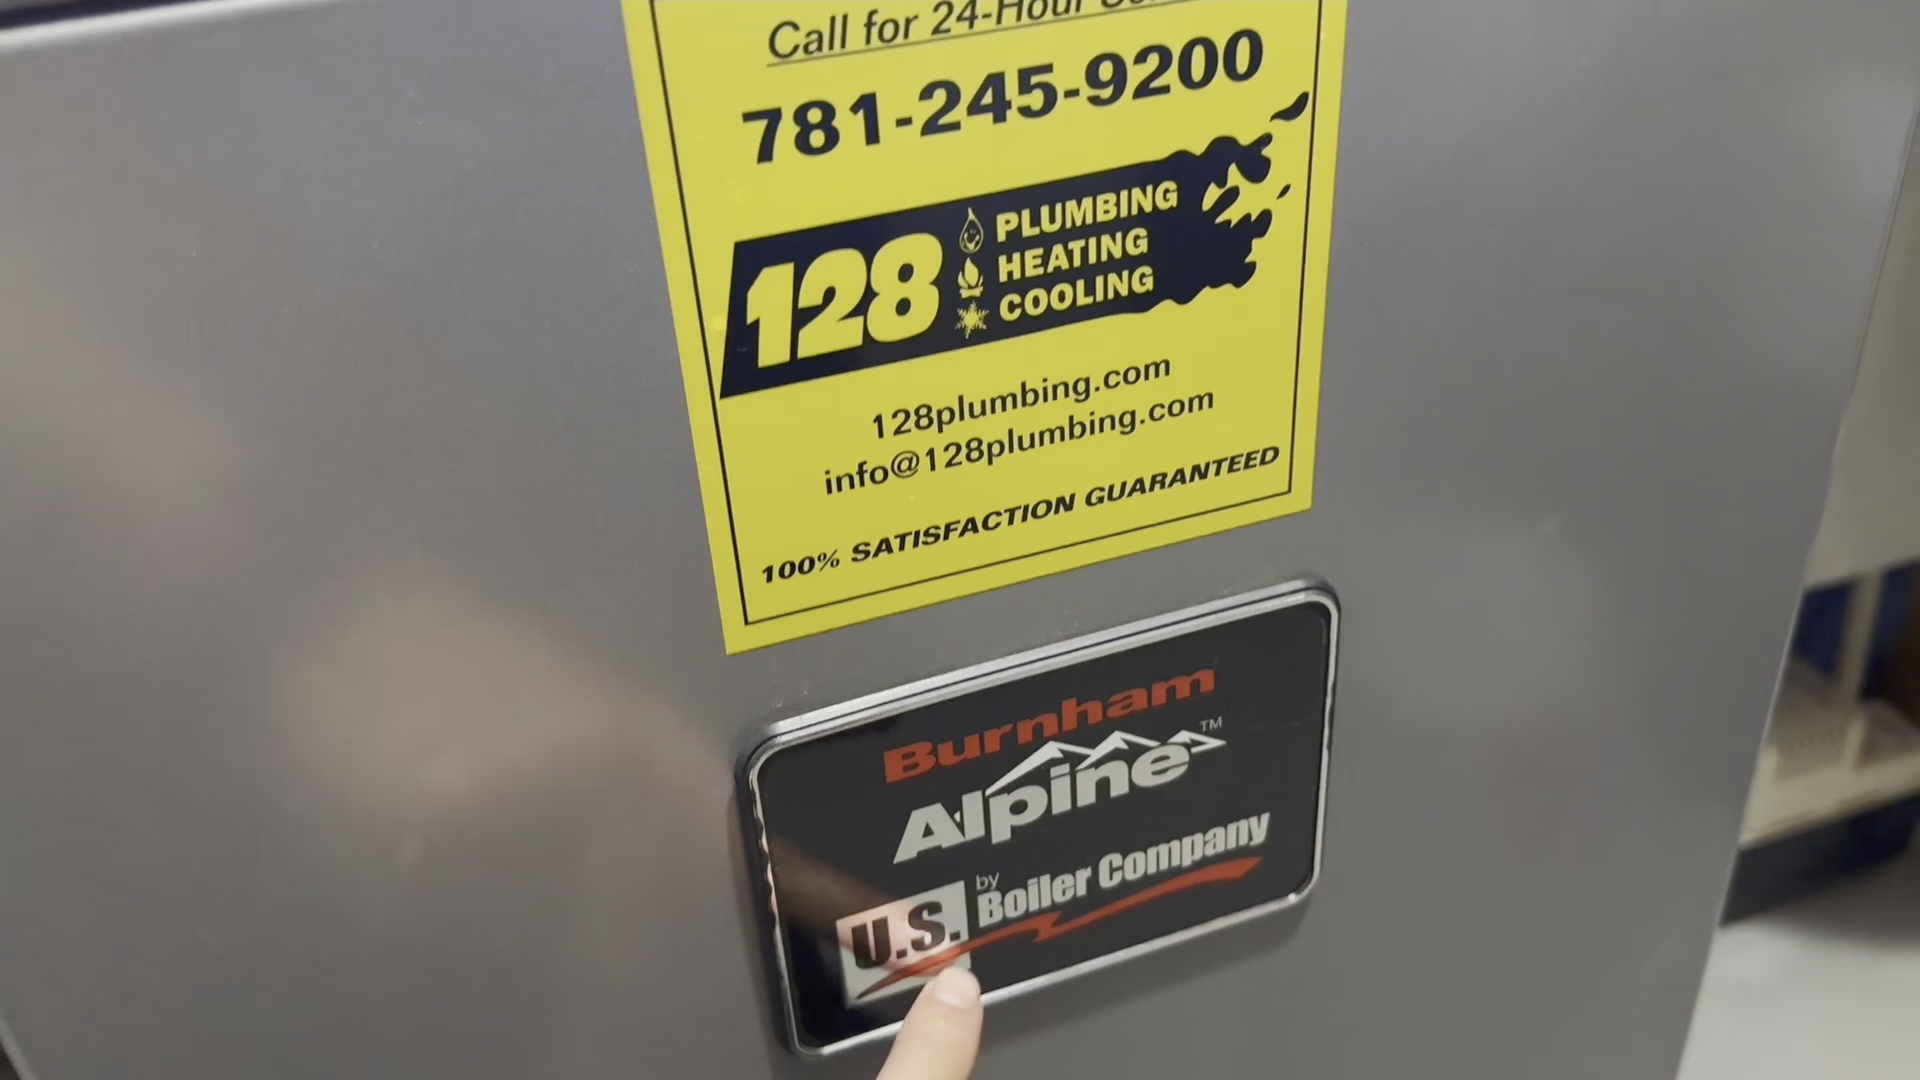 Call for 24-Hour
781-245-9200
128
PLUMBING
HEATING
COOLING
128plumbing.com
info@128plumbing.com
100% SATISFACTION GUARANTEED
Burnham
Alpine™
by
U.S. Boiler Company